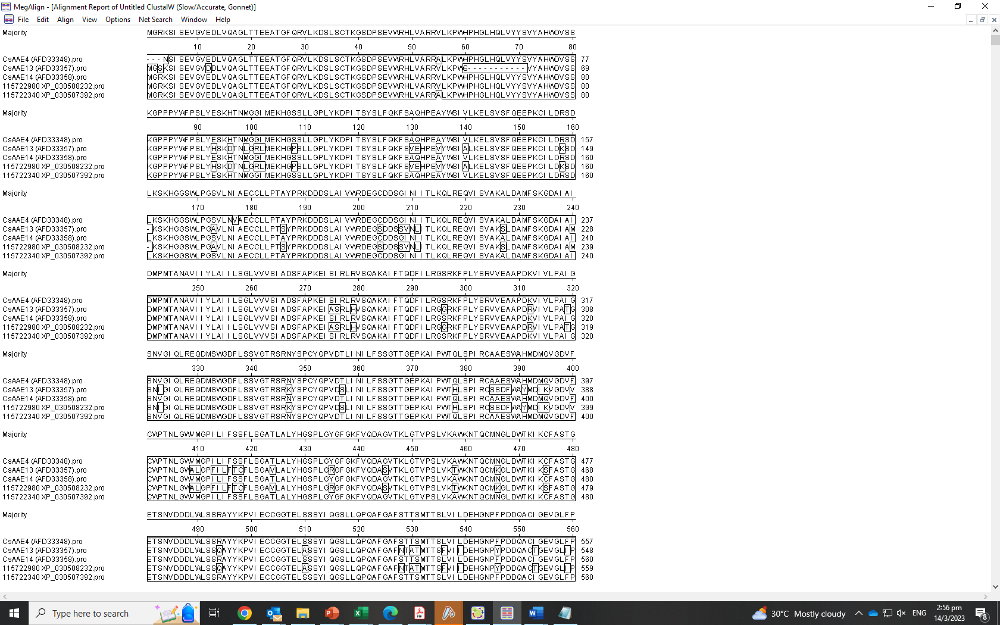 MegAlign - [Alignment Report of Untitled ClustalW (Slow/Accurate, Gonnet)]
File Edit Align View Options Net Search Window Help
Majority MGRKSISEVGVEDLVQAGLTTEEATGFQRVLKDSLSCTKGSDPSEVWRHLVARRVLKPWHPHGLHQLVYYSVYAHWDVSS
10 20 30 40 50 60 70 80
CsAAE4 (AFD33348).pro ---NSISEVGVEDLVQAGLTTEEATGFQRVLKDSLSCTKGSDPSEVWRHLVARRALKPWHPHGLHQLVYYSVYAHWDVSS 77
CsAAE13 (AFD33357).pro MGSKSISEVGVDDLVQAGLTTEEATGFQRVLKDSLSCTKGSDPSEVWRHLVARRVLKPWS-----------VYAHWDVSS 69
CsAAE14 (AFD33358).pro MGRKSISEVGVEDLVQAGLTTEEATGFQRVLKDSLSCTKGSDPSEVWRHLVARRVLKPWHPHGLHQLVYYSVYAHWDVSS 80
115722980 XP_030508232.pro MGRKSISEVGVEDLVQAGLTTEEATGFQRVLKDSLSCTKGSDPSEVWRHLVARRVLKPWHPHGLHQLVYYSVYAHWDVSS 80
115722340 XP_030507392.pro MGRKSISEVGVEDLVQAGLTTEEATGFQRVLKDSLSCTKGSDPSEVWRHLVARRALKPWHPHGLHQLVYYSVYAHWDVSS 80
Majority KGPPPYWFPSLYESKHTNMGGIMEKHGSSLLGPLYKDPITSYSLFQKFSAQHPEAYWSIVLKELSVSFQEEPKCILDRSD
90 100 110 120 130 140 150 160
CsAAE4 (AFD33348).pro KGPPPYWFPSLYESKHTNMGGIMEKHGSSLLGPLYKDPITSYSLFQKFSAQHPEAYWSIVLKELSVSFQEEPKCILDRSD 157
CsAAE13 (AFD33357).pro KGPPPYWFPSLYHSKDTNLGRLMEKHGPSLLGPLYKDPITSYSLFQKFSVEHPEVYWSIALKELSVSFQEEPKCILDKSD 149
CsAAE14 (AFD33358).pro KGPPPYWFPSLYESKHTNMGGIMEKHGSSLLGPLYKDPITSYSLFQKFSAQHPEAYWSIVLKELSVSFQEEPKCILDRSD 160
115722980 XP_030508232.pro KGPPPYWFPSLYHSKDTNLGRLMEKHGPSLLGPLYKDPITSYSLFQKFSVEHPEVYWSIALKELSVSFQEEPKCILDKSD 160
115722340 XP_030507392.pro KGPPPYWFPSLYESKHTNMGGIMEKHGSSLLGPLYKDPITSYSLFQKFSAQHPEAYWSIVLKELSVSFQEEPKCILDRSD 160
Majority LKSKHGGSWLPGSVLNIAECCLLPTAYPRKDDDSLAIVWRDEGCDDSGINIITLKQLREQVISVAKALDAMFSKGDAIAI
170 180 190 200 210 220 230 240
CsAAE4 (AFD33348).pro LKSKHGGSWLPGSVLNVAECCLLPTAYPRKDDDSLAIVWRDEGCDDSGINIITLKQLREQVISVAKALDAMFSKGDAIAI 237
CsAAE13 (AFD33357).pro -KSKHGGSWLPGAVLNIAECCLLPTSYPRKDDDSLAIVWRDEGSDDSSVNLITLKQLREQVISVAKSLDAMFSKGDAIAM 228
CsAAE14 (AFD33358).pro LKSKHGGSWLPGSVLNIAECCLLPTAYPRKDDDSLAIVWRDEGCDDSGINIITLKQLREQVISVAKALDAMFSKGDAIAI 240
115722980 XP_030508232.pro -KSKHGGSWLPGAVLNIAECCLLPTSYPRKDDDSLAIVWRDEGSDDSSVNLITLKQLREQVISVAKSLDAMFSKGDAIAM 239
115722340 XP_030507392.pro LKSKHGGSWLPGSVLNIAECCLLPTAYPRKDDDSLAIVWRDEGCDDSGINIITLKQLREQVISVAKALDAMFSKGDAIAI 240
Majority DMPMTANAVIIYLAIILSGLVVVSIADSFAPKEISIRLRVSQAKAIFTQDFILRGSRKFPLYSRVVEAAPDKVIVLPAIG
250 260 270 280 290 300 310 320
CsAAE4 (AFD33348).pro DMPMTANAVIIYLAIILSGLVVVSIADSFAPKEISIRLRVSQAKAIFTQDFILRGSRKFPLYSRVVEAAPDKVIVLPAIG 317
CsAAE13 (AFD33357).pro DMPMTANAVIIYLAIILSGLVVVSIADSFAPKEIASRLHVSQAKAIFTQDFILRGGRKFPLYSRVVEAAPDRVIVLPATG 308
CsAAE14 (AFD33358).pro DMPMTANAVIIYLAIILSGLVVVSIADSFAPKEISIRLRVSQAKAIFTQDFILRGSRKFPLYSRVVEAAPDKVIVLPAIG 320
115722980 XP_030508232.pro DMPMTANAVIIYLAIILSGLVVVSIADSFAPKEIASRLHVSQAKAIFTQDFILRGGRKFPLYSRVVEAAPDRVIVLPATG 319
115722340 XP_030507392.pro DMPMTANAVIIYLAIILSGLVVVSIADSFAPKEISIRLRVSQAKAIFTQDFILRGSRKFPLYSRVVEAAPDKVIVLPAIG 320
Majority SNVGIQLREQDMSWGDFLSSVGTRSRNYSPCYQPVDTLINILFSSGTTGEPKAIPWTQLSPIRCAAESWAHMDMQVGDVF
330 340 350 360 370 380 390 400
CsAAE4 (AFD33348).pro SNVGIQLREQDMSWGDFLSSVGTRSRNYSPCYQPVDTLINILFSSGTTGEPKAIPWTQLSPIRCAAESWAHMDMQVGDVF 397
CsAAE13 (AFD33357).pro SNIGIQLREQDMSWGDFLSSVGTRSRKYSPCYQPVDSLINILFSSGTTGEPKAIPWTHLSPIRCSSDFWAYMDIKVGDVV 388
CsAAE14 (AFD33358).pro SNVGIQLREQDMSWGDFLSSVGTRSRNYSPCYQPVDTLINILFSSGTTGEPKAIPWTQLSPIRCAAESWAHMDMQVGDVF 400
115722980 XP_030508232.pro SNIGIQLREQDMSWGDFLSSVGTRSRKYSPCYQPVDSLINILFSSGTTGEPKAIPWTHLSPIRCSSDFWAYMDIKVGDVV 399
115722340 XP_030507392.pro SNVGIQLREQDMSWGDFLSSVGTRSRNYSPCYQPVDTLINILFSSGTTGEPKAIPWTQLSPIRCAAESWAHMDMQVGDVF 400
Majority CWPTNLGWVMGPILIFSSFLSGATLALYHGSPLGYGFGKFVQDAGVTKLGTVPSLVKAWKNTQCMNGLDWTKIKCFASTG
410 420 430 440 450 460 470 480
CsAAE4 (AFD33348).pro CWPTNLGWVMGPILIFSSFLSGATLALYHGSPLGYGFGKFVQDAGVTKLGTVPSLVKAWKNTQCMNGLDWTKIKCFASTG 477
CsAAE13 (AFD33357).pro CWPTNLGWALGPFILFTCFLSGAVLALYHGSPLGRGFGKFVQDASVTKLGTVPSLVKTWKNTQCMKGLDWTKIKSFASTG 468
CsAAE14 (AFD33358).pro CWPTNLGWVMGPILIFSSFLSGATLALYHGSPLGYGFGKFVQDAGVTKLGTVPSLVKAWKNTQCMNGLDWTKIKCFASTG 480
115722980 XP_030508232.pro CWPTNLGWALGPFILFTCFLSGAVLALYHGSPLGRGFGKFVQDASVTKLGTVPSLVKTWKNTQCMKGLDWTKIKSFASTG 479
115722340 XP_030507392.pro CWPTNLGWVMGPILIFSSFLSGATLALYHGSPLGYGFGKFVQDAGVTKLGTVPSLVKAWKNTQCMNGLDWTKIKCFASTG 480
Majority ETSNVDDDLWLSSRAYYKPVIECCGGTELSSSYIQGSLLQPQAFGAFSTTSMTTSLVILDEHGNPFPDDQACIGEVGLFP
490 500 510 520 530 540 550 560
CsAAE4 (AFD33348).pro ETSNVDDDLWLSSRAYYKPVIECCGGTELSSSYIQGSLLQPQAFGAFSTTSMTTSLVILDEHGNPFPDDQACIGEVGLFP 557
CsAAE13 (AFD33357).pro ETSNVDDDLWLSSQAYYKPVIECCGGTELASSYIQGSLLQPQAFGAFNTATMTTSFVIIDEHGNPYPDDQACTGEVGLIP 548
CsAAE14 (AFD33358).pro ETSNVDDDLWLSSRAYYKPVIECCGGTELSSSYIQGSLLQPQAFGAFSTTSMTTSLVILDEHGNPFPDDQACIGEVGLFP 560
115722980 XP_030508232.pro ETSNVDDDLWLSSQAYYKPVIECCGGTELASSYIQGSLLQPQAFGAFNTATMTTSFVIIDEHGNPYPDDQACTGEVGLIP 559
115722340 XP_030507392.pro ETSNVDDDLWLSSRAYYKPVIECCGGTELSSSYIQGSLLQPQAFGAFSTTSMTTSLVILDEHGNPFPDDQACIGEVGLFP 560
Type here to search
30°C Mostly cloudy
ENG
2:56 pm
14/3/2023
8